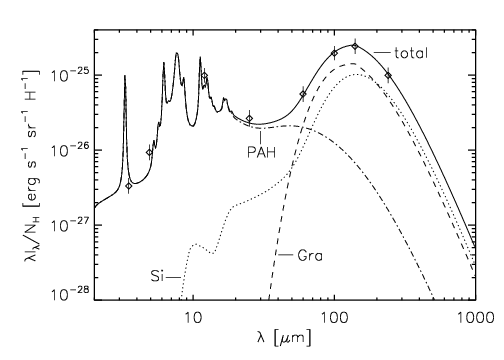 total
10⁻²⁵
10⁻²⁶
10⁻²⁷
10⁻²⁸
λI_λ/N_H [erg s⁻¹ sr⁻¹ H⁻¹]
PAH
Si
Gra
10
100
1000
λ [μm]